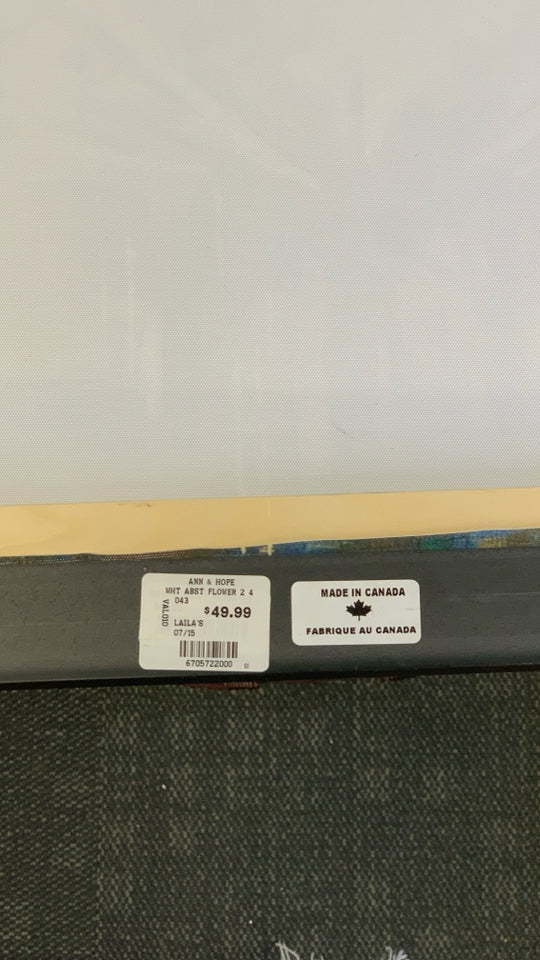 ANN & HOPE
WHT ABST FLOWER 2 4
043
$49.99
VALOID
LAILA'S
07/15
6705722000
MADE IN CANADA
FABRIQUE AU CANADA